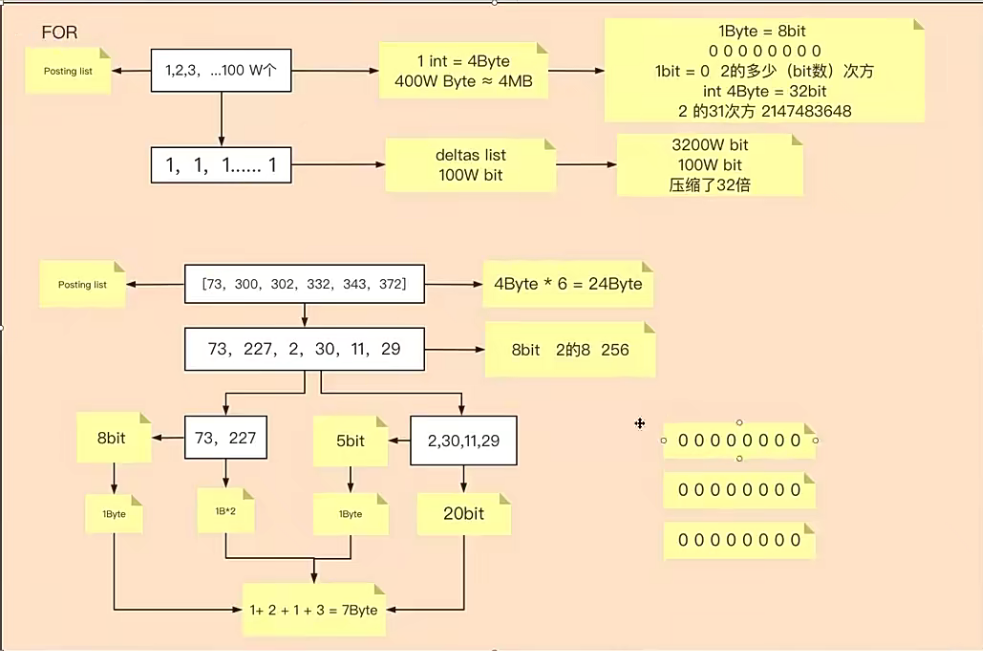 FOR
Posting list
1,2,3，…100 W个
1 int = 4Byte
400W Byte ≈ 4MB
1Byte = 8bit
0 0 0 0 0 0 0 0
1bit = 0 2的多少（bit数）次方
int 4Byte = 32bit
2 的31次方 2147483648
1，1，1…… 1
deltas list
100W bit
3200W bit
100W bit
压缩了32倍
Posting list
[73，300，302，332，343，372]
4Byte * 6 = 24Byte
73，227，2，30，11，29
8bit 2的8 256
8bit
73，227
5bit
2,30,11,29
0 0 0 0 0 0 0 0
1Byte
1B*2
1Byte
20bit
0 0 0 0 0 0 0 0
0 0 0 0 0 0 0 0
1+ 2 + 1 + 3 = 7Byte